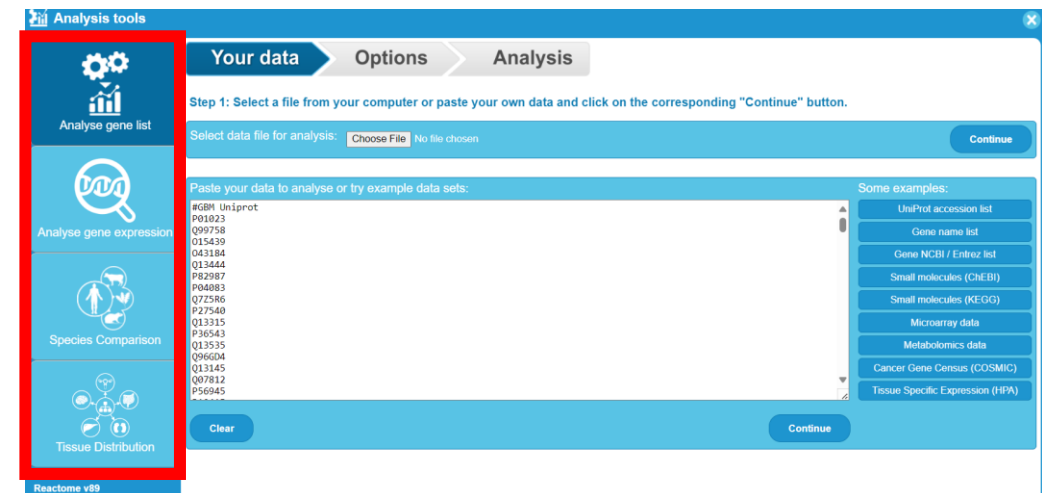 Analysis tools
Analyse gene list
Analyse gene expression
Species Comparison
Tissue Distribution
Reactome v89
Your data
Options
Analysis
Step 1: Select a file from your computer or paste your own data and click on the corresponding "Continue" button.
Select data file for analysis: Choose File No file chosen
Continue
Paste your data to analyse or try example data sets:
#GBM Uniprot
P01023
Q99758
O15439
O43184
Q13444
P82987
P04083
Q7Z5R6
P27540
Q13315
P36543
Q13535
Q96GD4
Q13145
Q07812
P56945
Clear
Continue
Some examples:
UniProt accession list
Gene name list
Gene NCBI / Entrez list
Small molecules (ChEBI)
Small molecules (KEGG)
Microarray data
Metabolomics data
Cancer Gene Census (COSMIC)
Tissue Specific Expression (HPA)